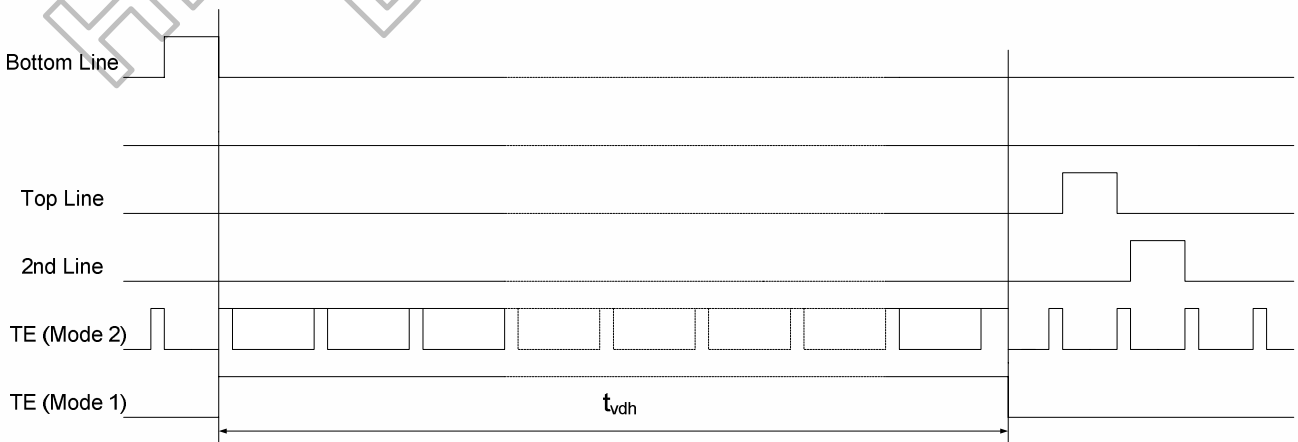 Bottom Line
Top Line
2nd Line
TE (Mode 2)
TE (Mode 1)
tvdh